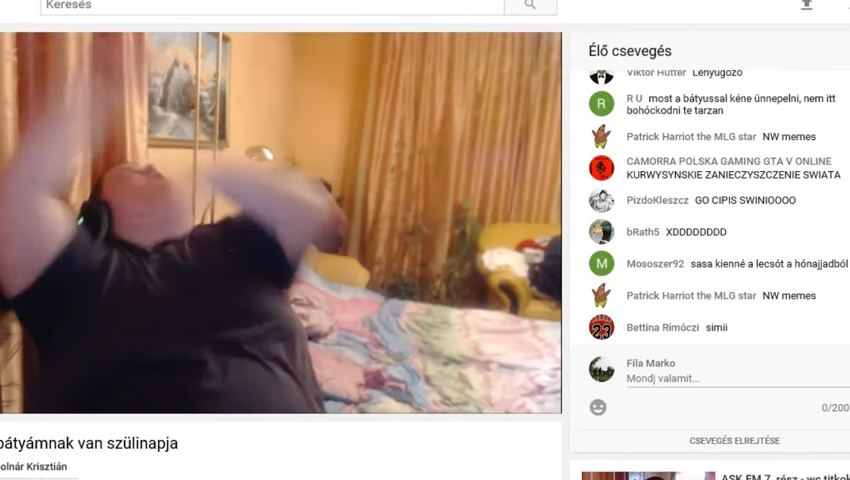 Keresés
Élő csevegés
Viktor Hutter Lenyűgöző
R U most a bátyussal kéne ünnepelni, nem itt
bohóckodni te tarzan
R
Patrick Harriot the MLG star NW memes
CAMORRA POLSKA GAMING GTA V ONLINE
KURWYSYNSKIE ZANIECZYSZCZENIE SWIATA
PizdoKleszcz GO CIPIS SWINIOOOO
bRath5 XDDDDDDDD
M
Mososzer92 sasa kienné a lecsót a hónajjadból
Patrick Harriot the MLG star NW memes
23
Bettina Rimóczi simii
Fila Marko
Mondj valamit...
0/200
CSEVEGÉS ELREJTÉSE
bátyámnak van szülinapja
olnár Krisztián
ASK FM 7. rész - wc titkok